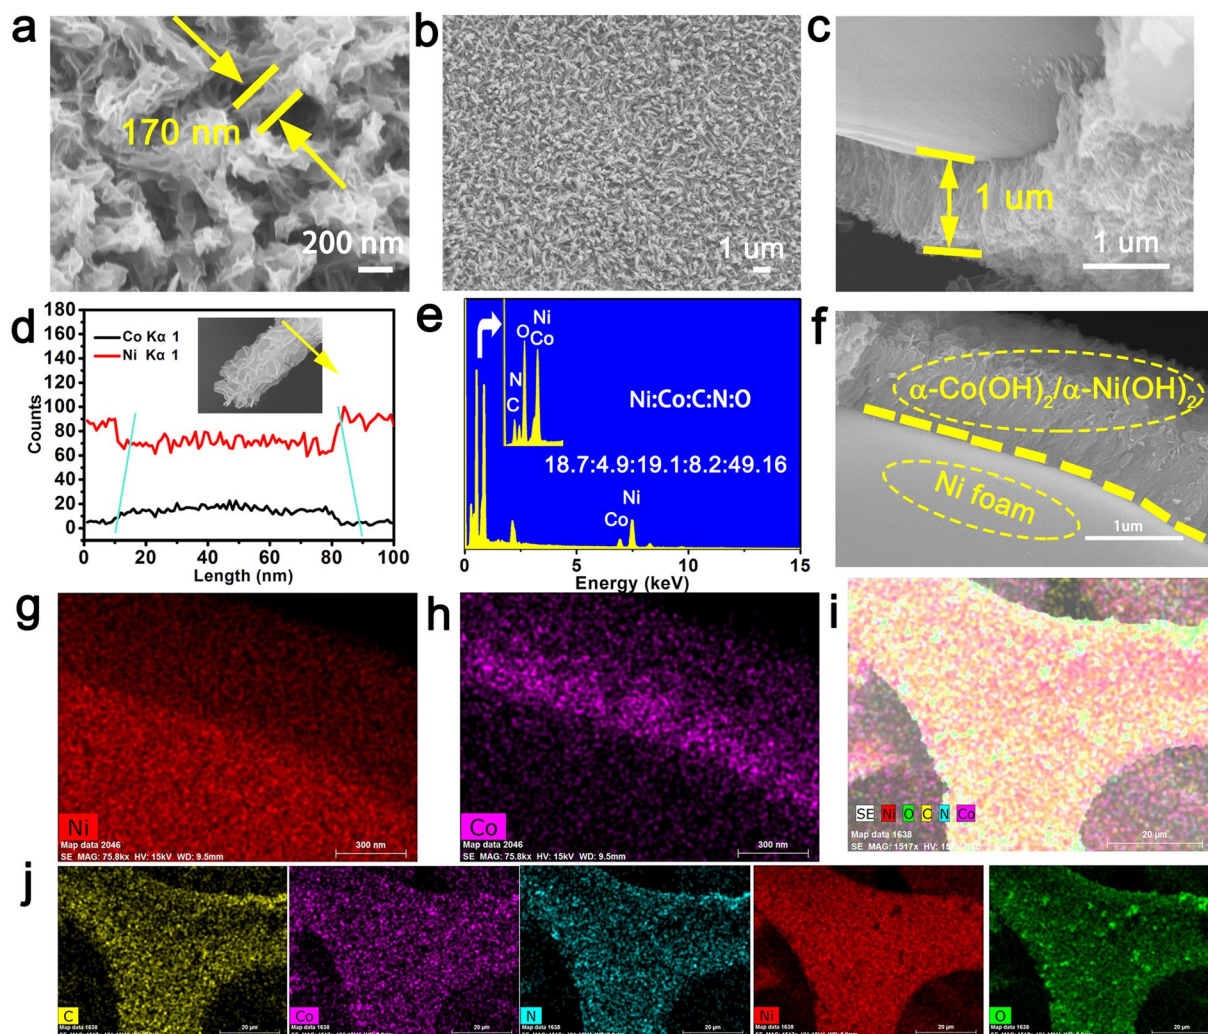 a
170 nm
200 nm
b
1 um
c
1 um
1 um
d
180
160
140
120
100
80
60
40
20
0
Counts
Co Kα 1
Ni Kα 1
0 20 40 60 80 100
Length (nm)
e
Ni
O Co
N
C
Ni:Co:C:N:O
18.7:4.9:19.1:8.2:49.16
Ni
Co
0 5 10 15
Energy (keV)
f
α-Co(OH)2/α-Ni(OH)2
Ni foam
1um
g
Ni
Map data 2046
SE MAG: 75.8kx HV: 15kV WD: 9.5mm
300 nm
h
Co
Map data 2046
SE MAG: 75.8kx HV: 15kV WD: 9.5mm
300 nm
i
SE Ni O C N Co
Map data 1638
20 µm
SE MAG: 1517x
j
C
Map data 1638
20 µm
Co
Map data 1638
20 µm
N
Map data 1638
20 µm
Ni
Map data 1638
20 µm
O
Map data 1638
20 µm